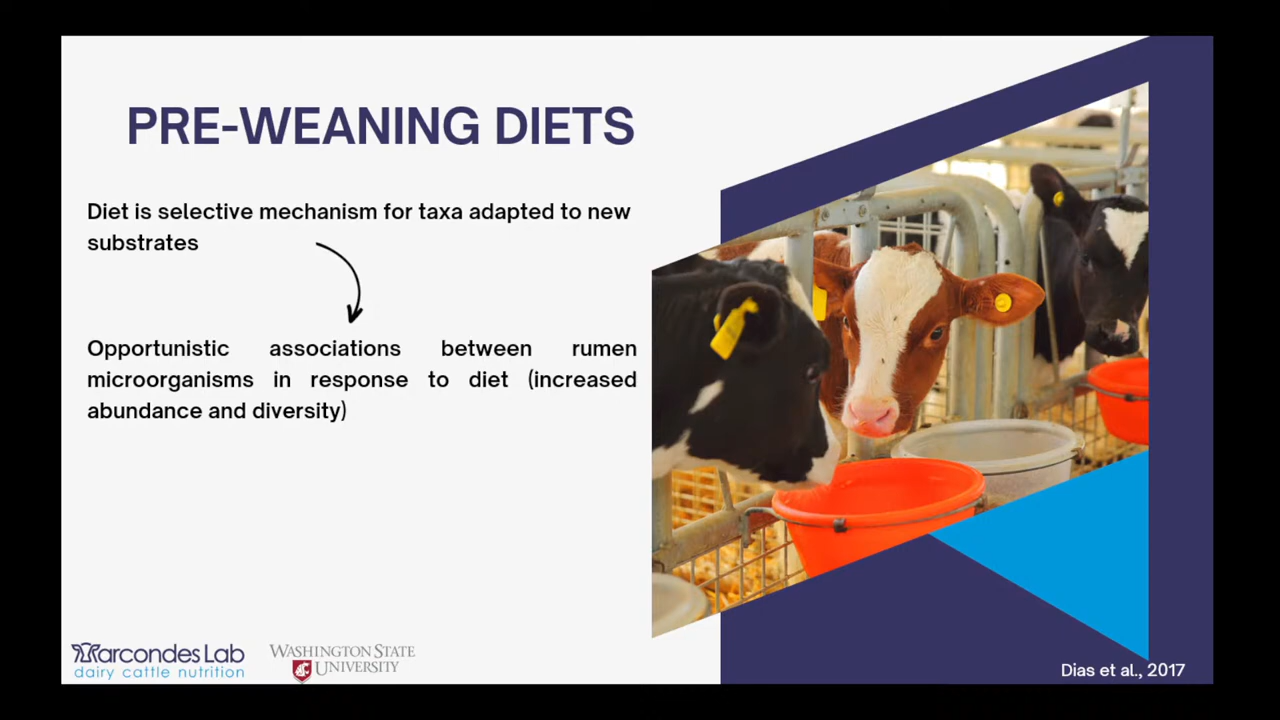 PRE-WEANING DIETS
Diet is selective mechanism for taxa adapted to new
substrates
Opportunistic associations between rumen
microorganisms in response to diet (increased
abundance and diversity)
Marcondes Lab
dairy cattle nutrition
WASHINGTON STATE
UNIVERSITY
Dias et al., 2017